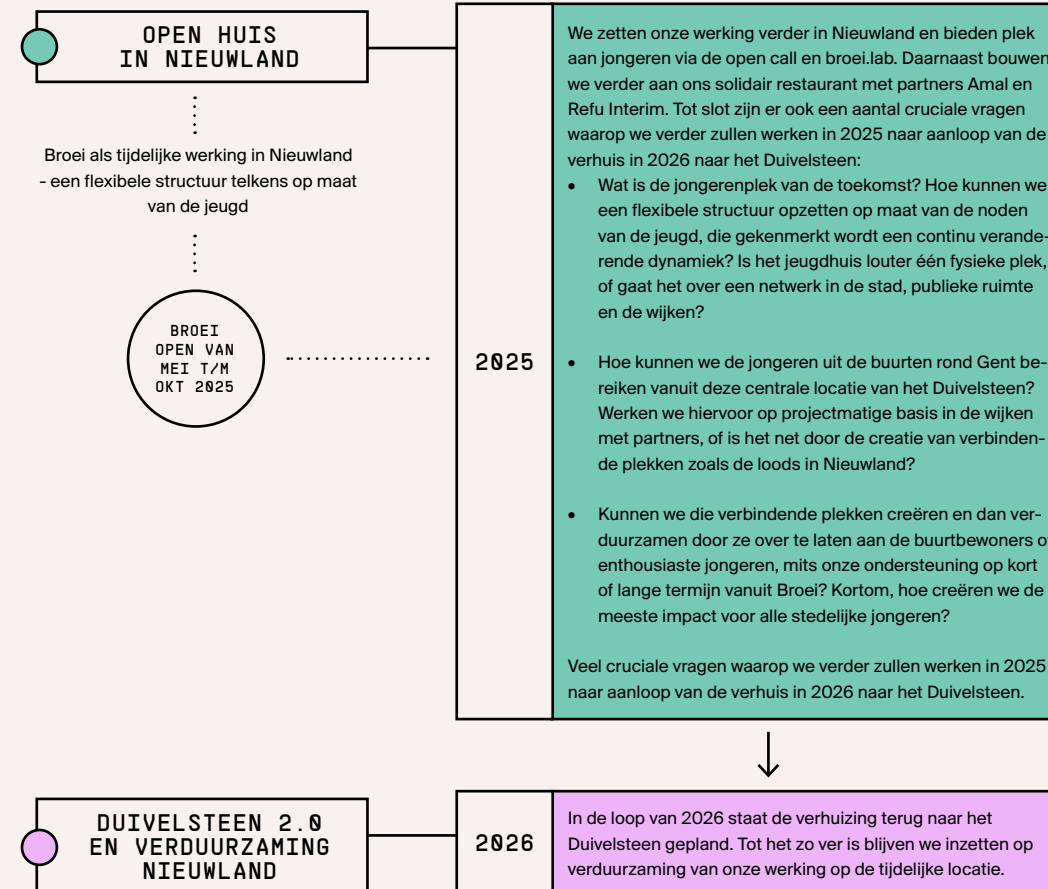 OPEN HUIS
IN NIEUWLAND
Broei als tijdelijke werking in Nieuwland
- een flexibele structuur telkens op maat
van de jeugd
BROEI
OPEN VAN
MEI T/M
OKT 2025
2025
We zetten onze werking verder in Nieuwland en bieden plek
aan jongeren via de open call en broei.lab. Daarnaast bouwen
we verder aan ons solidair restaurant met partners Amal en
Refu Interim. Tot slot zijn er ook een aantal cruciale vragen
waarop we verder zullen werken in 2025 naar aanloop van de
verhuis in 2026 naar het Duivelsteen:
• Wat is de jongerenplek van de toekomst? Hoe kunnen we
een flexibele structuur opzetten op maat van de noden
van de jeugd, die gekenmerkt wordt een continu verande-
rende dynamiek? Is het jeugdhuis louter één fysieke plek,
of gaat het over een netwerk in de stad, publieke ruimte
en de wijken?
• Hoe kunnen we de jongeren uit de buurten rond Gent be-
reiken vanuit deze centrale locatie van het Duivelsteen?
Werken we hiervoor op projectmatige basis in de wijken
met partners, of is het net door de creatie van verbinden-
de plekken zoals de loods in Nieuwland?
• Kunnen we die verbindende plekken creëren en dan ver-
duurzamen door ze over te laten aan de buurtbewoners o
enthousiaste jongeren, mits onze ondersteuning op kort
of lange termijn vanuit Broei? Kortom, hoe creëren we de
meeste impact voor alle stedelijke jongeren?
Veel cruciale vragen waarop we verder zullen werken in 2025
naar aanloop van de verhuis in 2026 naar het Duivelsteen.
DUIVELSTEEN 2.0
EN VERDUURZAMING
NIEUWLAND
2026
In de loop van 2026 staat de verhuizing terug naar het
Duivelsteen gepland. Tot het zo ver is blijven we inzetten op
verduurzaming van onze werking op de tijdelijke locatie.